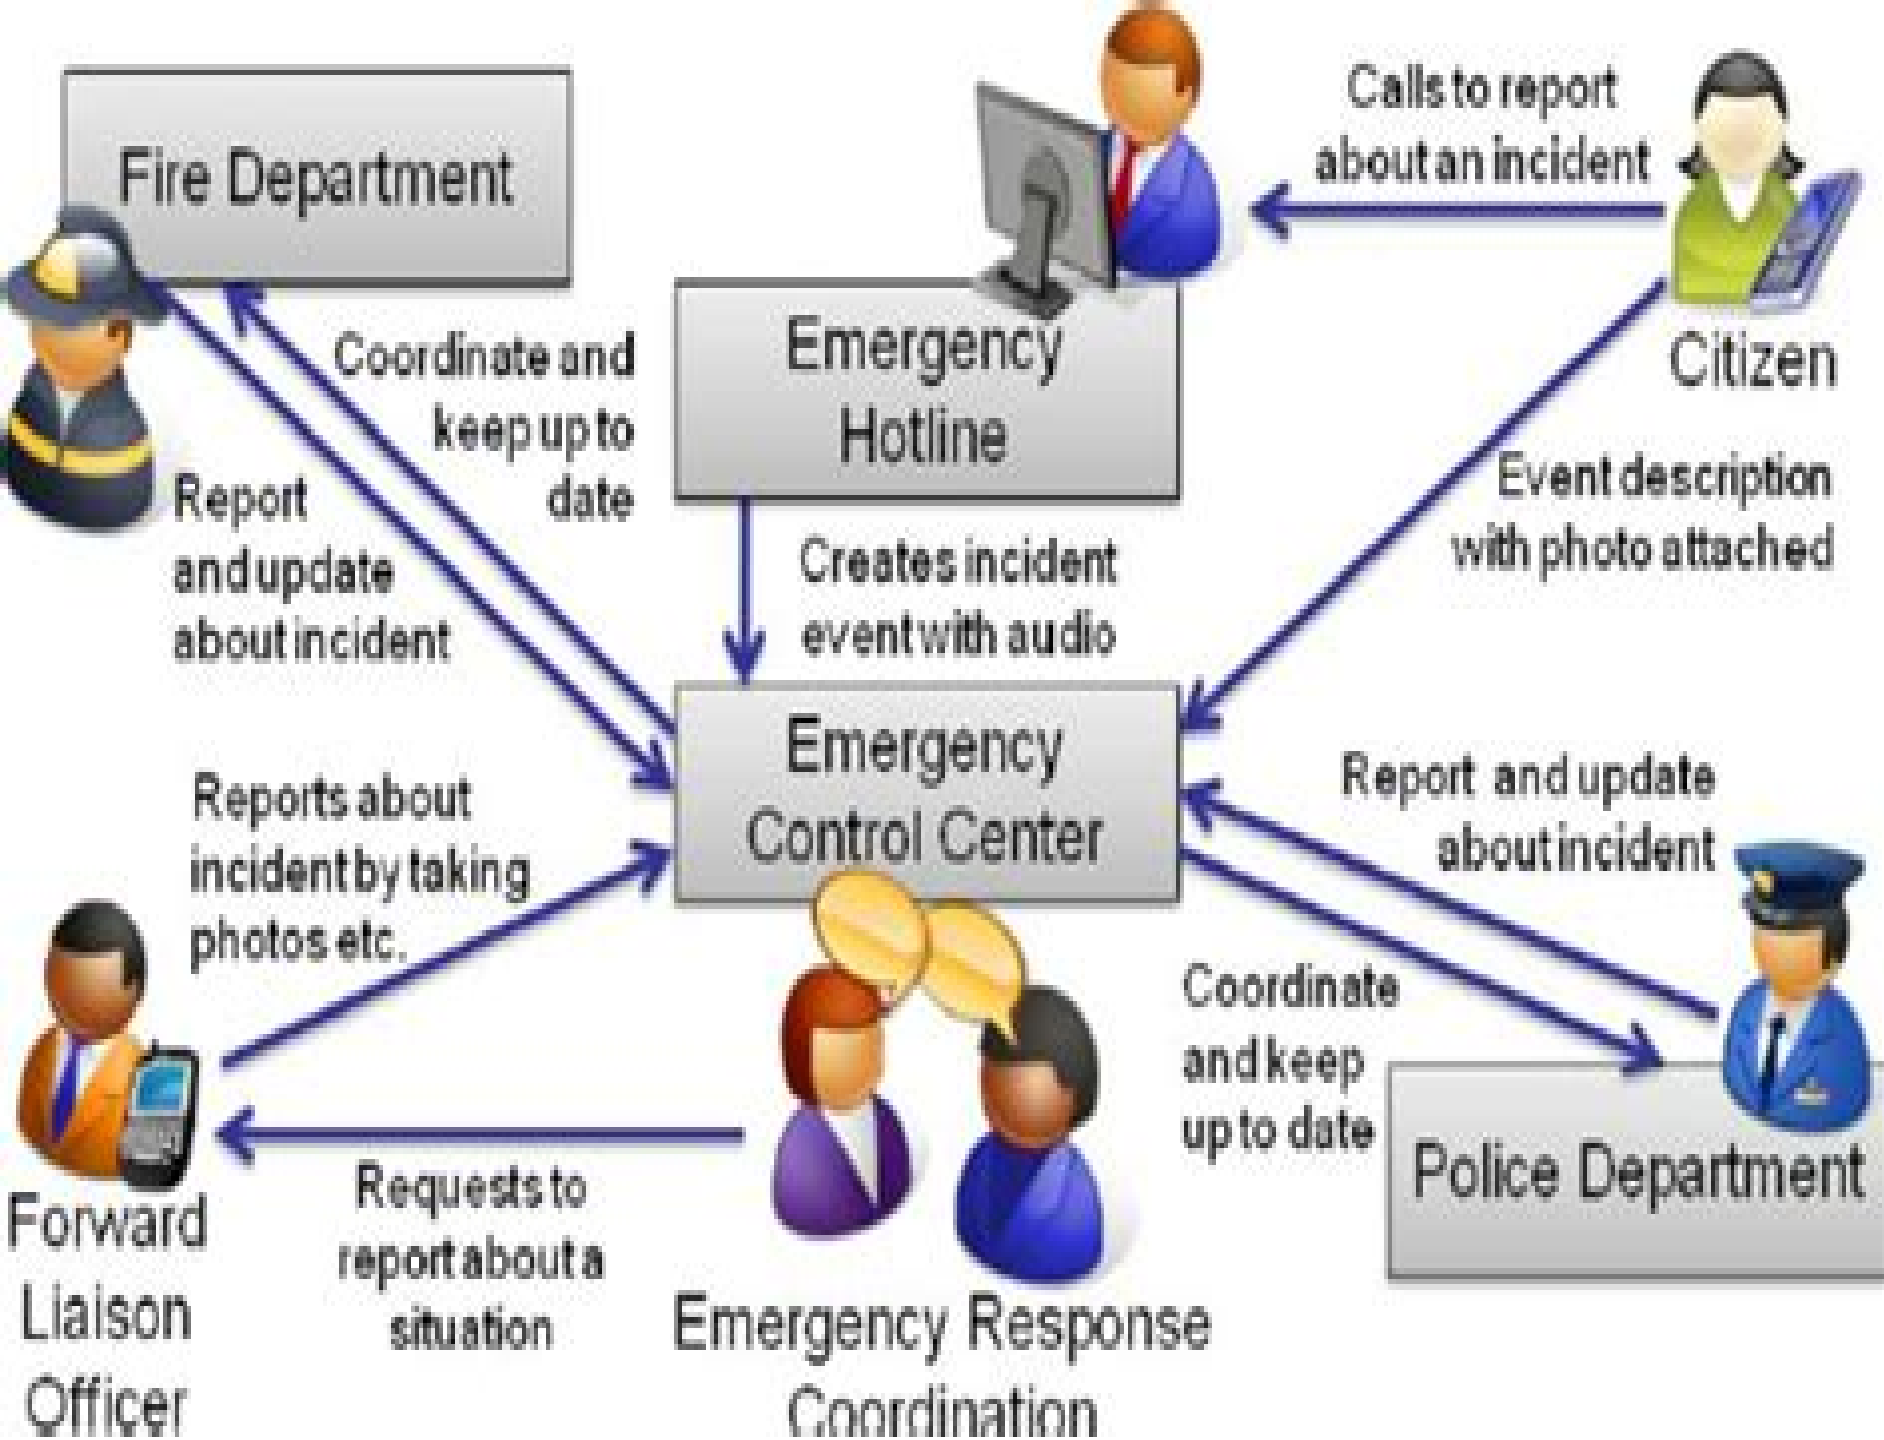 Fire Department
Calls to report
about an incident
Emergency
Hotline
Citizen
Coordinate and
keep up to
date
Report
and update
about incident
Event description
with photo attached
Creates incident
event with audio
Emergency
Control Center
Reports about
incident by taking
photos etc.
Report and update
about incident
Coordinate
and keep
up to date
Police Department
Forward
Liaison
Officer
Requests to
report about a
situation
Emergency Response
Coordination